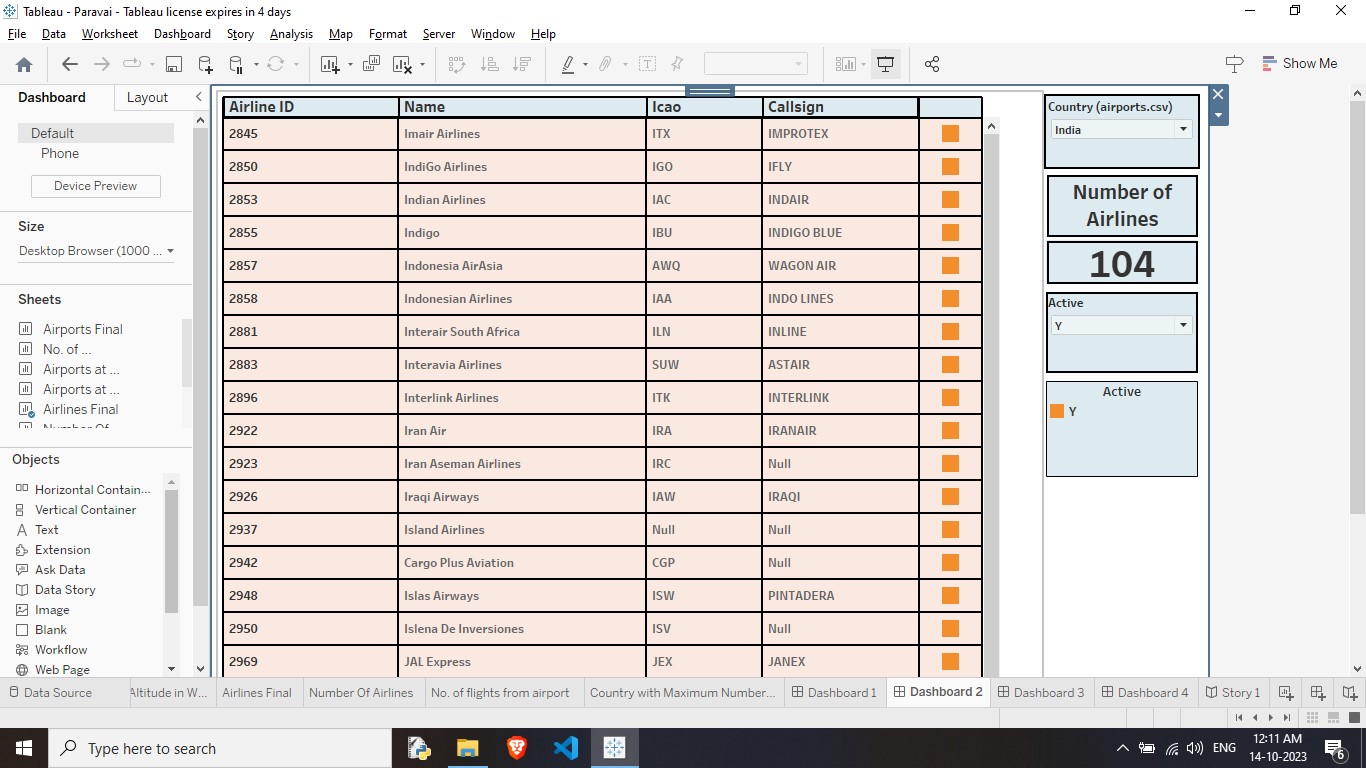 Tableau - Paravai - Tableau license expires in 4 days
File Data Worksheet Dashboard Story Analysis Map Format Server Window Help
Show Me
Dashboard Layout
Default
Phone
Device Preview
Size
Desktop Browser (1000 ...
Sheets
Airports Final
No. of ...
Airports at ...
Airports at ...
Airlines Final
Number Of
Objects
Horizontal Contain...
Vertical Container
Text
Extension
Ask Data
Data Story
Image
Blank
Workflow
Web Page
Airline ID Name Icao Callsign
2845 Imair Airlines ITX IMPROTEX
2850 IndiGo Airlines IGO IFLY
2853 Indian Airlines IAC INDAIR
2855 Indigo IBU INDIGO BLUE
2857 Indonesia AirAsia AWQ WAGON AIR
2858 Indonesian Airlines IAA INDO LINES
2881 Interair South Africa ILN INLINE
2883 Interavia Airlines SUW ASTAIR
2896 Interlink Airlines ITK INTERLINK
2922 Iran Air IRA IRANAIR
2923 Iran Aseman Airlines IRC Null
2926 Iraqi Airways IAW IRAQI
2937 Island Airlines Null Null
2942 Cargo Plus Aviation CGP Null
2948 Islas Airways ISW PINTADERA
2950 Islena De Inversiones ISV Null
2969 JAL Express JEX JANEX
Country (airports.csv)
India
Number of
Airlines
104
Active
Y
Active
Y
Data Source Altitude in W... Airlines Final Number Of Airlines No. of flights from airport Country with Maximum Number... Dashboard 1 Dashboard 2 Dashboard 3 Dashboard 4 Story 1
Type here to search
ENG
12:11 AM
14-10-2023
6